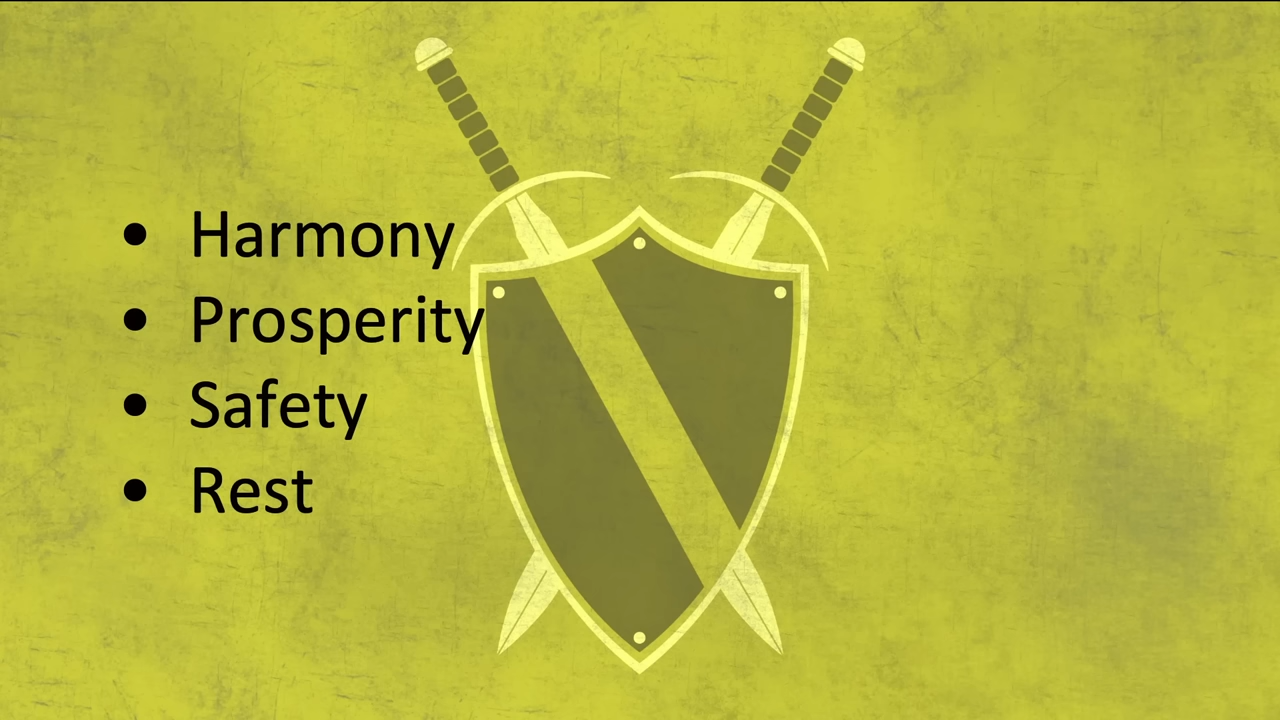 • Harmony
• Prosperity
• Safety
• Rest